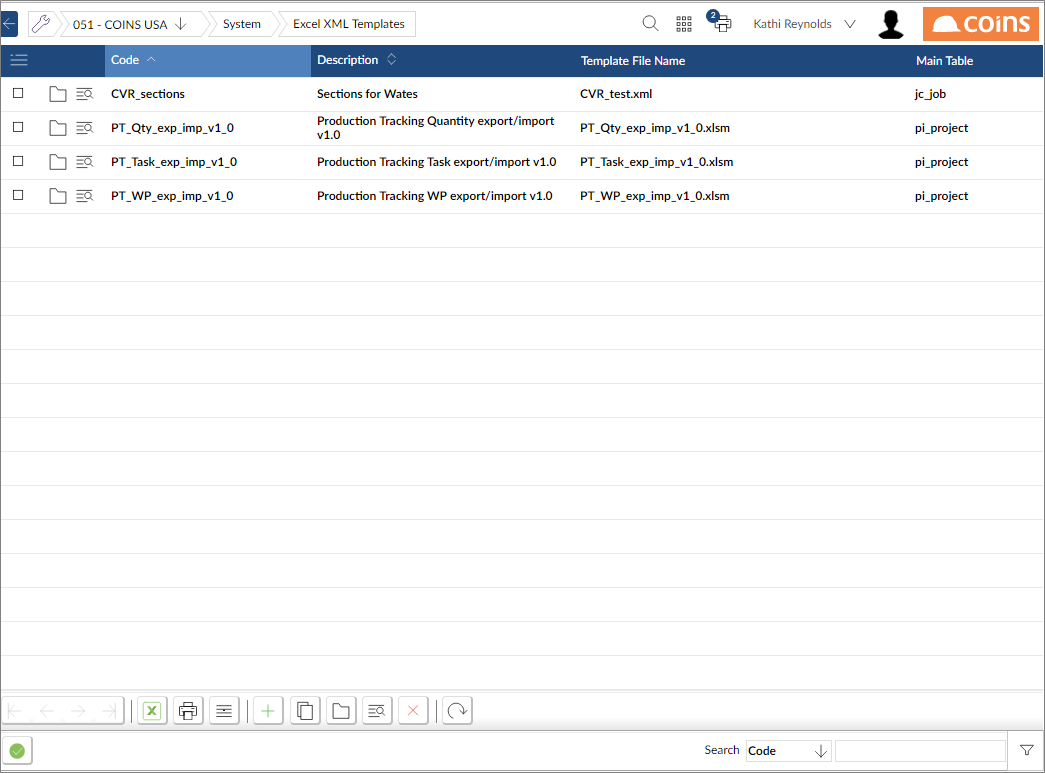 051 - COINS USA
System
Excel XML Templates
2
Kathi Reynolds
coins
Code
Description
Template File Name
Main Table
CVR_sections
Sections for Wates
CVR_test.xml
jc_job
PT_Qty_exp_imp_v1_0
Production Tracking Quantity export/import
v1.0
PT_Qty_exp_imp_v1_0.xlsm
pi_project
PT_Task_exp_imp_v1_0
Production Tracking Task export/import v1.0
PT_Task_exp_imp_v1_0.xlsm
pi_project
PT_WP_exp_imp_v1_0
Production Tracking WP export/import v1.0
PT_WP_exp_imp_v1_0.xlsm
pi_project
X
Search
Code